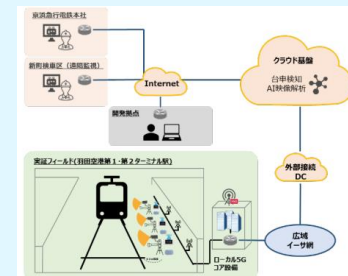 京浜急行電鉄本社
新町検車区（遠隔監視）
Internet
クラウド基盤
台車検知
AI映像解析
開発拠点
外部接続
DC
実証フィールド(羽田空港第1・第2ターミナル駅)
ローカル5G
コア設備
広域
イーサ網